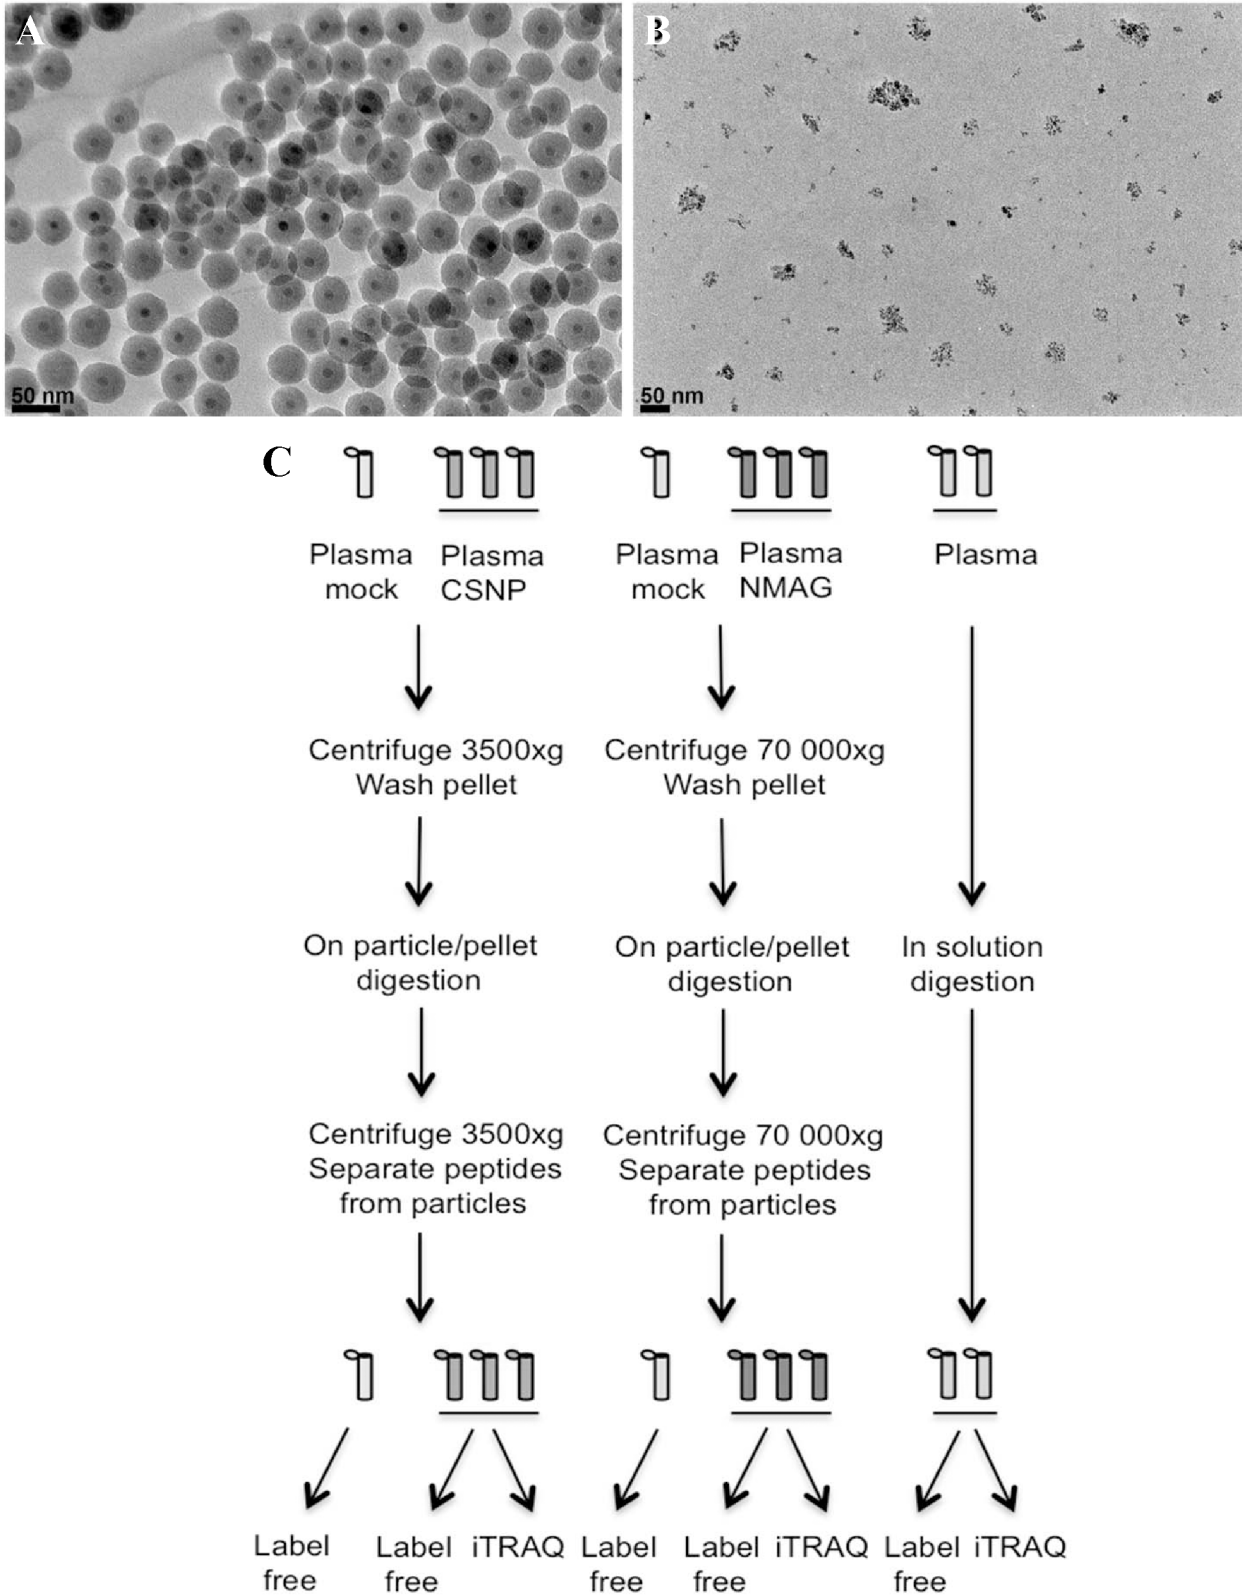 A
B
50 nm
50 nm
C
Plasma mock
Plasma CSNP
Plasma mock
Plasma NMAG
Plasma
Centrifuge 3500xg
Wash pellet
Centrifuge 70 000xg
Wash pellet
On particle/pellet
digestion
On particle/pellet
digestion
In solution
digestion
Centrifuge 3500xg
Separate peptides
from particles
Centrifuge 70 000xg
Separate peptides
from particles
Label
free
Label
free
iTRAQ
Label
free
Label
free
iTRAQ
Label
free
iTRAQ